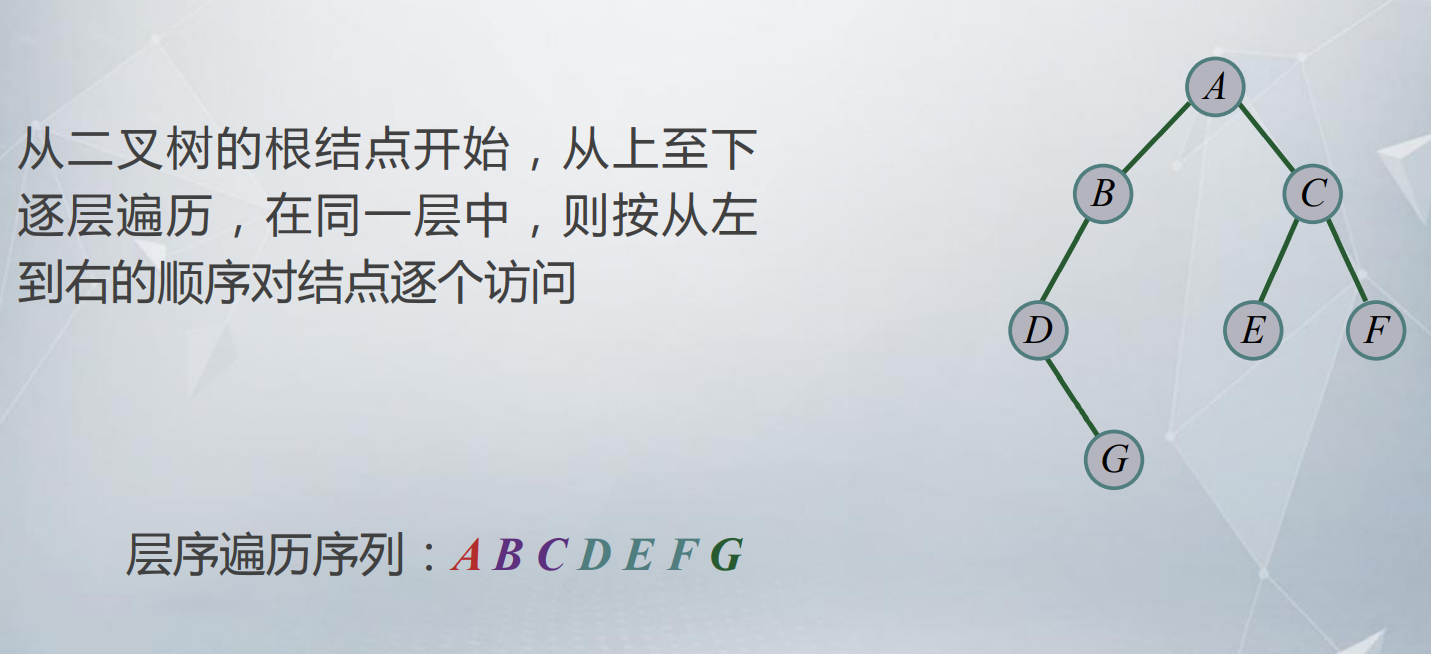 从二叉树的根结点开始，从上至下
逐层遍历，在同一层中，则按从左
到右的顺序对结点逐个访问
A
B
C
D
E
F
G
层序遍历序列：A B C D E F G